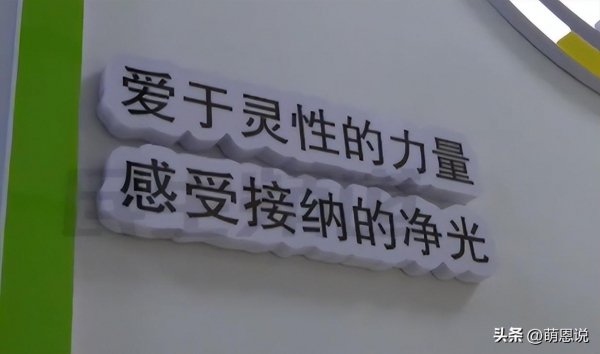 爱于灵性的力量
感受接纳的净光
头条 @萌恩说